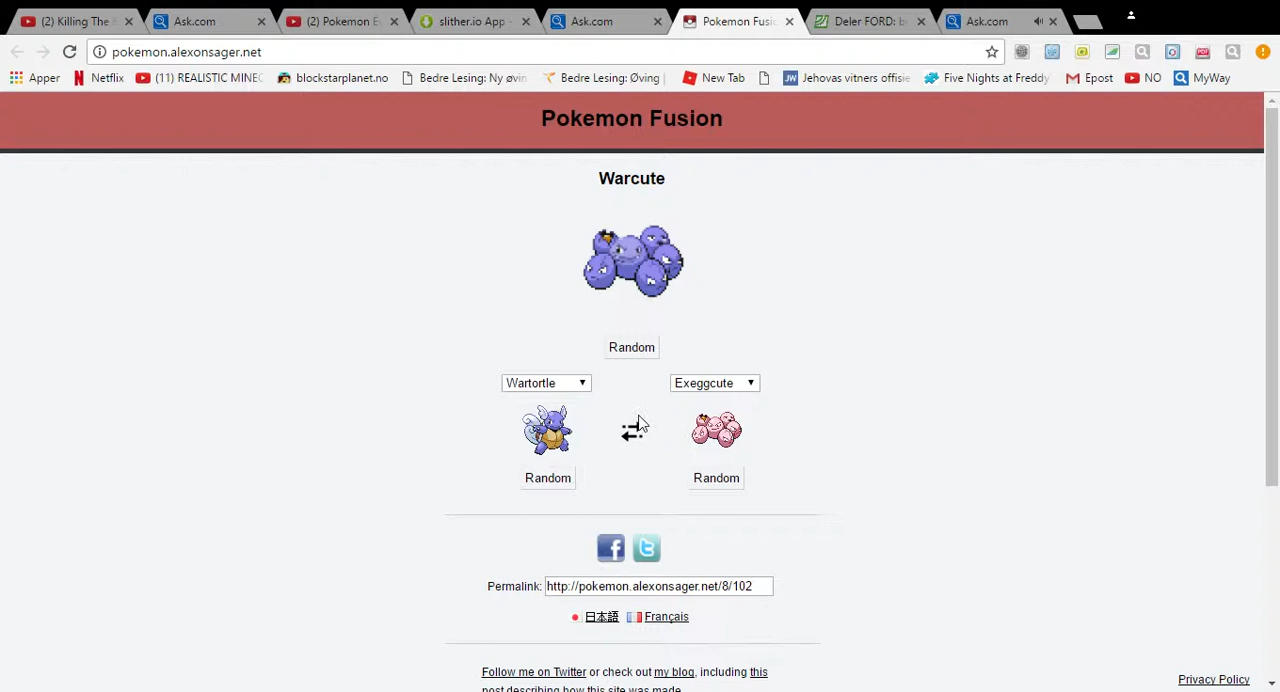 (2) Killing The
Ask.com
(2) Pokemon E
slither.io App -
Ask.com
Pokemon Fusi
Deler FORD: b
Ask.com
pokemon.alexonsager.net
Apper
Netflix
(11) REALISTIC MINEC
blockstarplanet.no
Bedre Lesing: Ny øvin
Bedre Lesing: Øving |
New Tab
Jehovas vitners offisie
Five Nights at Freddy
Epost
NO
MyWay
Pokemon Fusion
Warcute
Random
Wartortle
Exeggcute
Random
Random
Permalink: http://pokemon.alexonsager.net/8/102
日本語 Français
Follow me on Twitter or check out my blog, including this
post describing how this site was made.
Privacy Policy